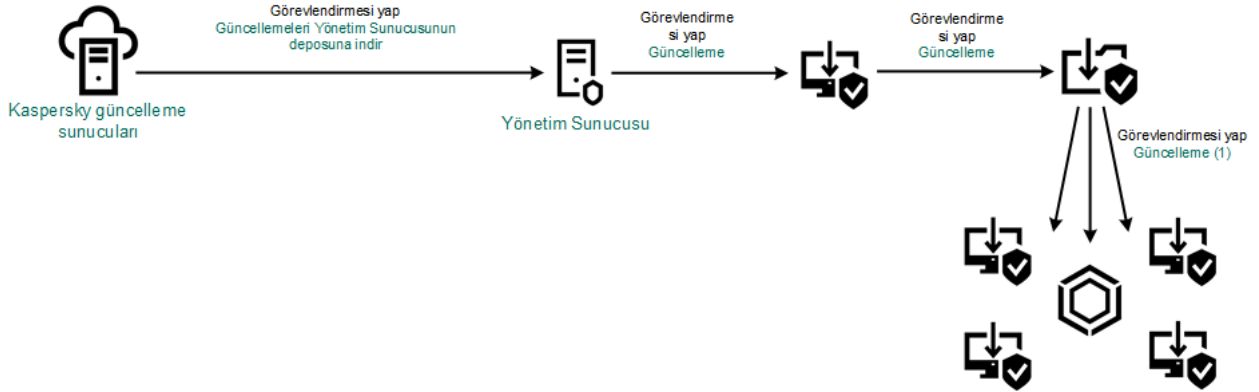 Görevlendirmesi yap
Güncellemeleri Yönetim Sunucusunun
deposuna indir
Görevlendirme
si yap
Güncelleme
Görevlendirme
si yap
Güncelleme
Kaspersky güncelleme
sunucuları
Yönetim Sunucusu
Görevlendirmesi yap
Güncelleme (1)